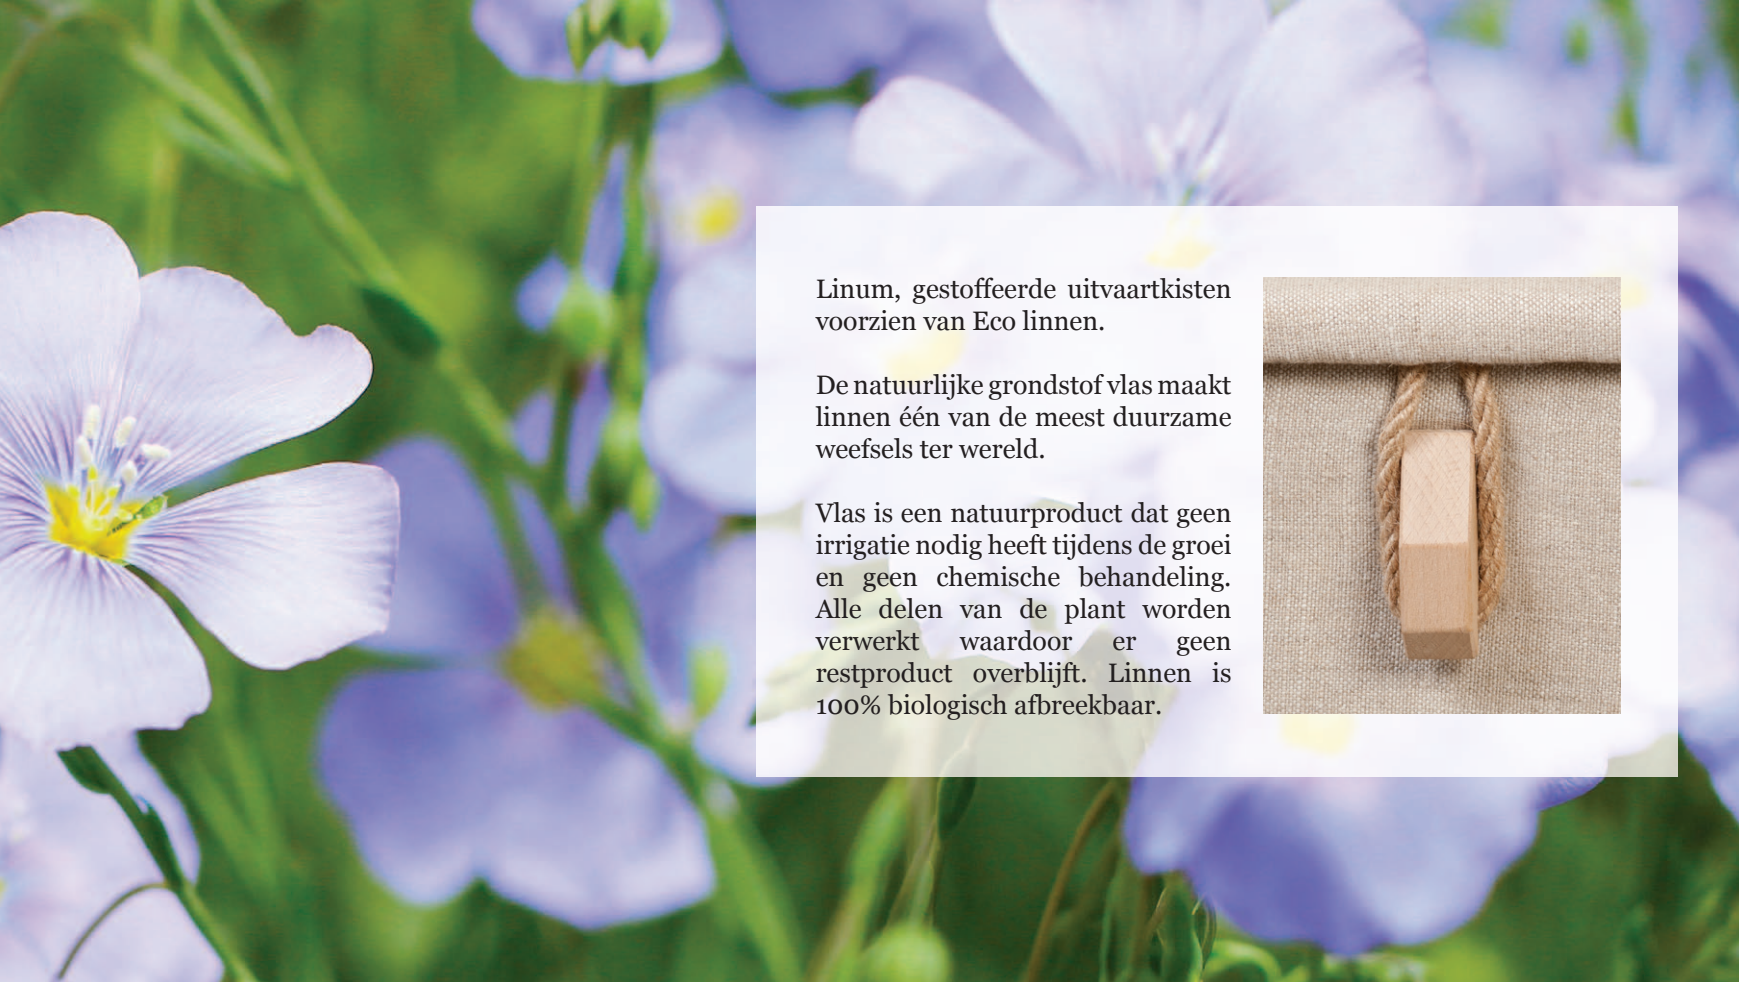 Linum, gestoffeerde uitvaartkisten
voorzien van Eco linnen.
De natuurlijke grondstof vlas maakt
linnen één van de meest duurzame
weefsels ter wereld.
Vlas is een natuurproduct dat geen
irrigatie nodig heeft tijdens de groei
en geen chemische behandeling.
Alle delen van de plant worden
verwerkt waardoor er geen
restproduct overblijft. Linnen is
100% biologisch afbreekbaar.